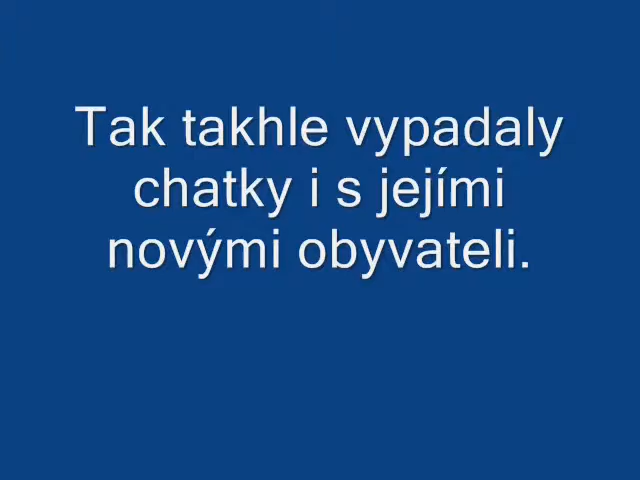 Tak takhle vypadaly
chatky i s jejími
novými obyvateli.